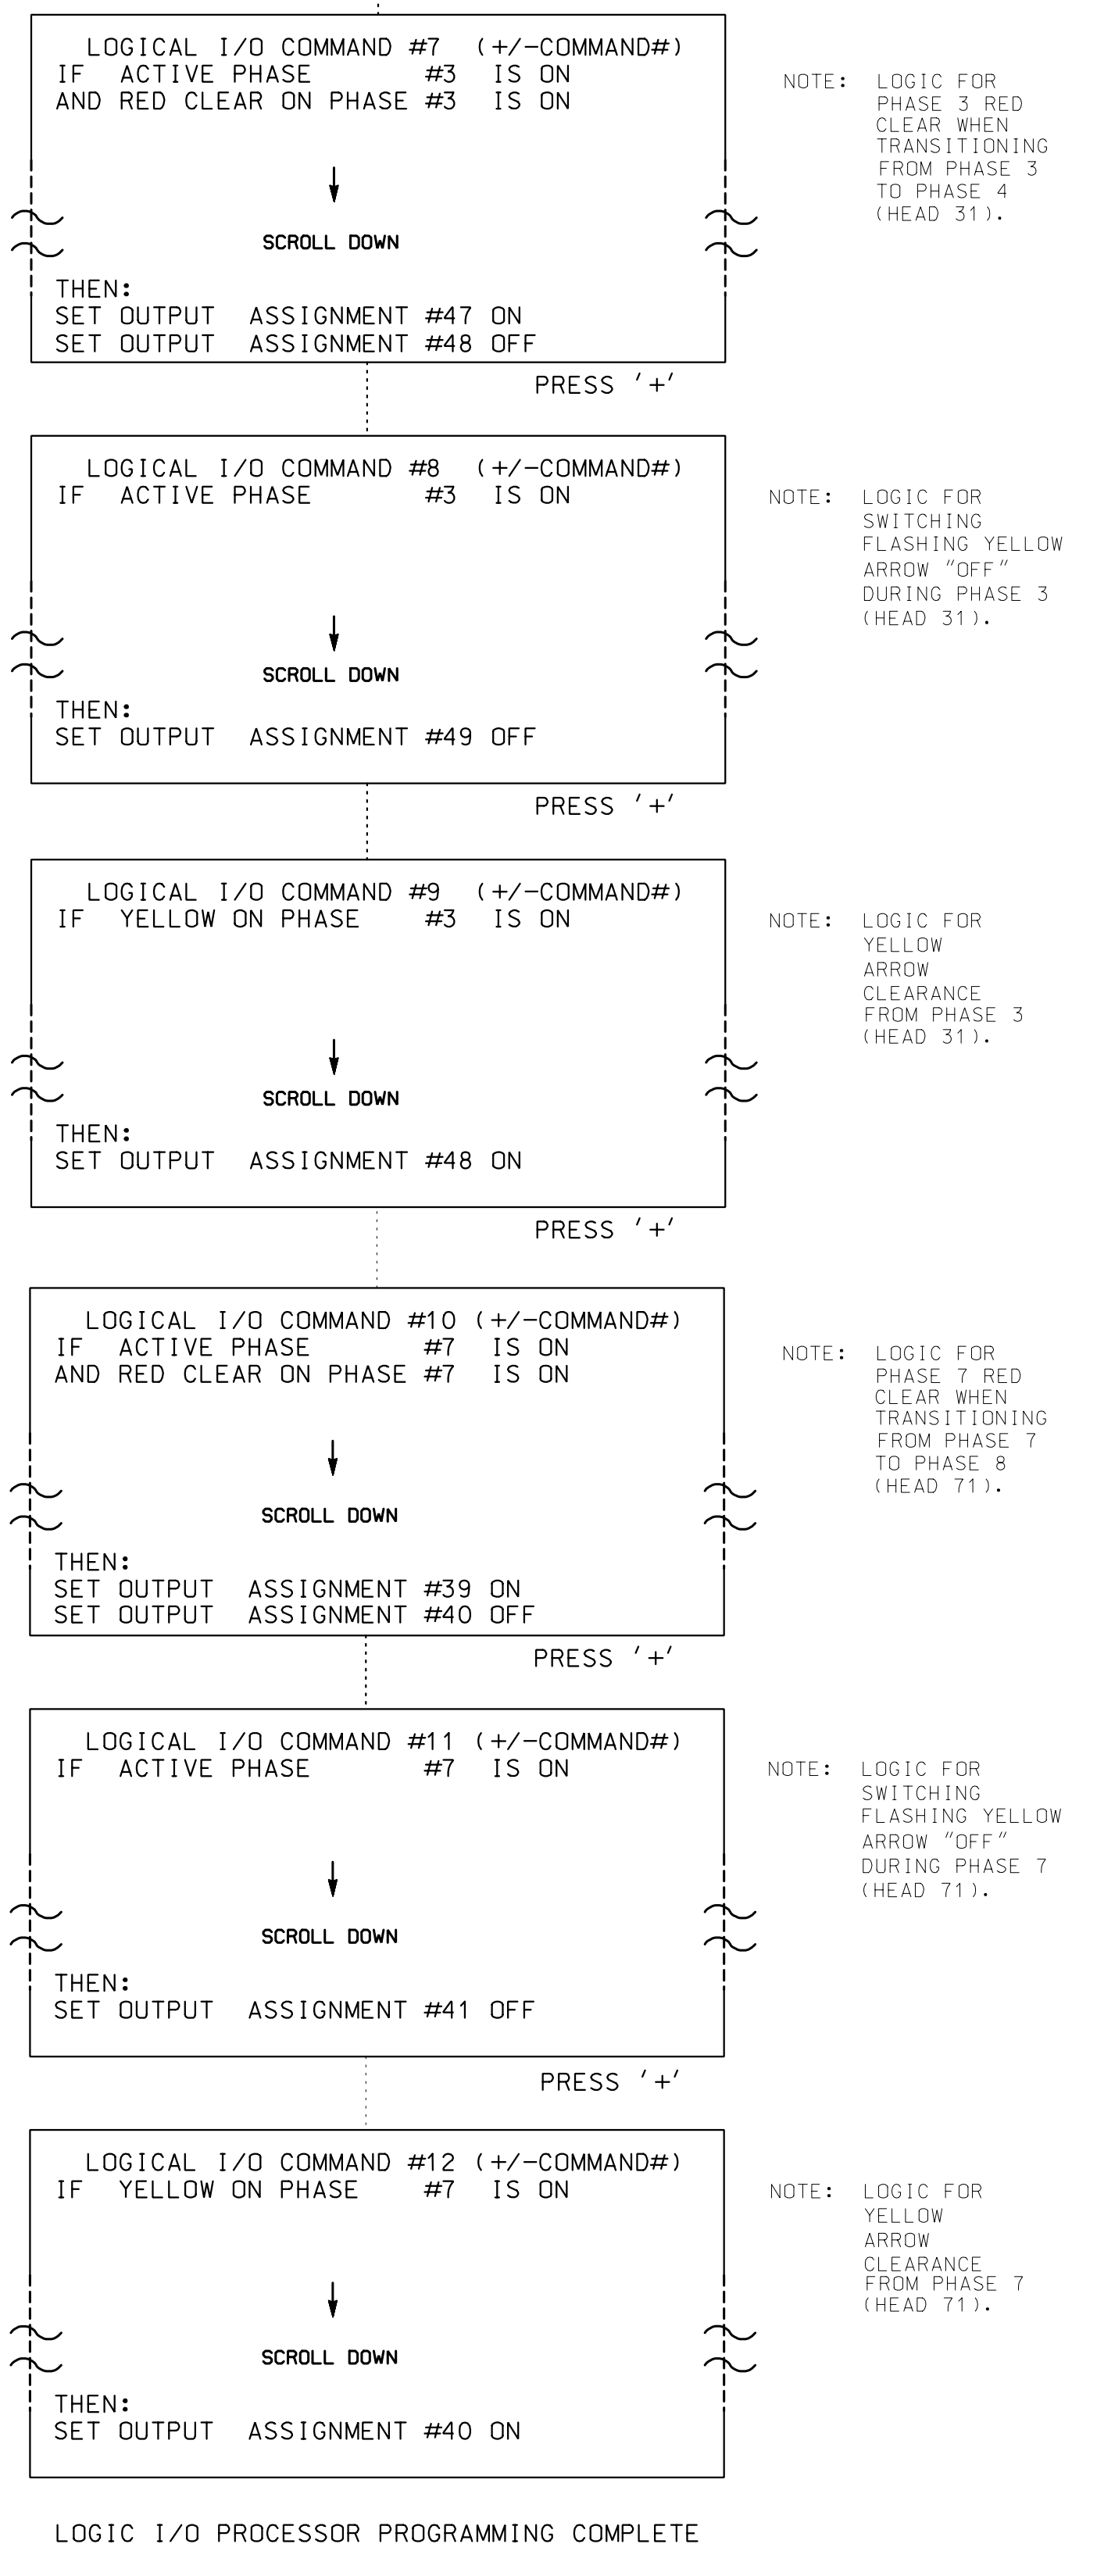 LOGICAL I/O COMMAND #7 (+/-COMMAND#)
IF ACTIVE PHASE #3 IS ON
AND RED CLEAR ON PHASE #3 IS ON
SCROLL DOWN
THEN:
SET OUTPUT ASSIGNMENT #47 ON
SET OUTPUT ASSIGNMENT #48 OFF
NOTE: LOGIC FOR
PHASE 3 RED
CLEAR WHEN
TRANSITIONING
FROM PHASE 3
TO PHASE 4
(HEAD 31).
PRESS '+'
LOGICAL I/O COMMAND #8 (+/-COMMAND#)
IF ACTIVE PHASE #3 IS ON
SCROLL DOWN
THEN:
SET OUTPUT ASSIGNMENT #49 OFF
NOTE: LOGIC FOR
SWITCHING
FLASHING YELLOW
ARROW "OFF"
DURING PHASE 3
(HEAD 31).
PRESS '+'
LOGICAL I/O COMMAND #9 (+/-COMMAND#)
IF YELLOW ON PHASE #3 IS ON
SCROLL DOWN
THEN:
SET OUTPUT ASSIGNMENT #48 ON
NOTE: LOGIC FOR
YELLOW
ARROW
CLEARANCE
FROM PHASE 3
(HEAD 31).
PRESS '+'
LOGICAL I/O COMMAND #10 (+/-COMMAND#)
IF ACTIVE PHASE #7 IS ON
AND RED CLEAR ON PHASE #7 IS ON
SCROLL DOWN
THEN:
SET OUTPUT ASSIGNMENT #39 ON
SET OUTPUT ASSIGNMENT #40 OFF
NOTE: LOGIC FOR
PHASE 7 RED
CLEAR WHEN
TRANSITIONING
FROM PHASE 7
TO PHASE 8
(HEAD 71).
PRESS '+'
LOGICAL I/O COMMAND #11 (+/-COMMAND#)
IF ACTIVE PHASE #7 IS ON
SCROLL DOWN
THEN:
SET OUTPUT ASSIGNMENT #41 OFF
NOTE: LOGIC FOR
SWITCHING
FLASHING YELLOW
ARROW "OFF"
DURING PHASE 7
(HEAD 71).
PRESS '+'
LOGICAL I/O COMMAND #12 (+/-COMMAND#)
IF YELLOW ON PHASE #7 IS ON
SCROLL DOWN
THEN:
SET OUTPUT ASSIGNMENT #40 ON
NOTE: LOGIC FOR
YELLOW
ARROW
CLEARANCE
FROM PHASE 7
(HEAD 71).
LOGIC I/O PROCESSOR PROGRAMMING COMPLETE